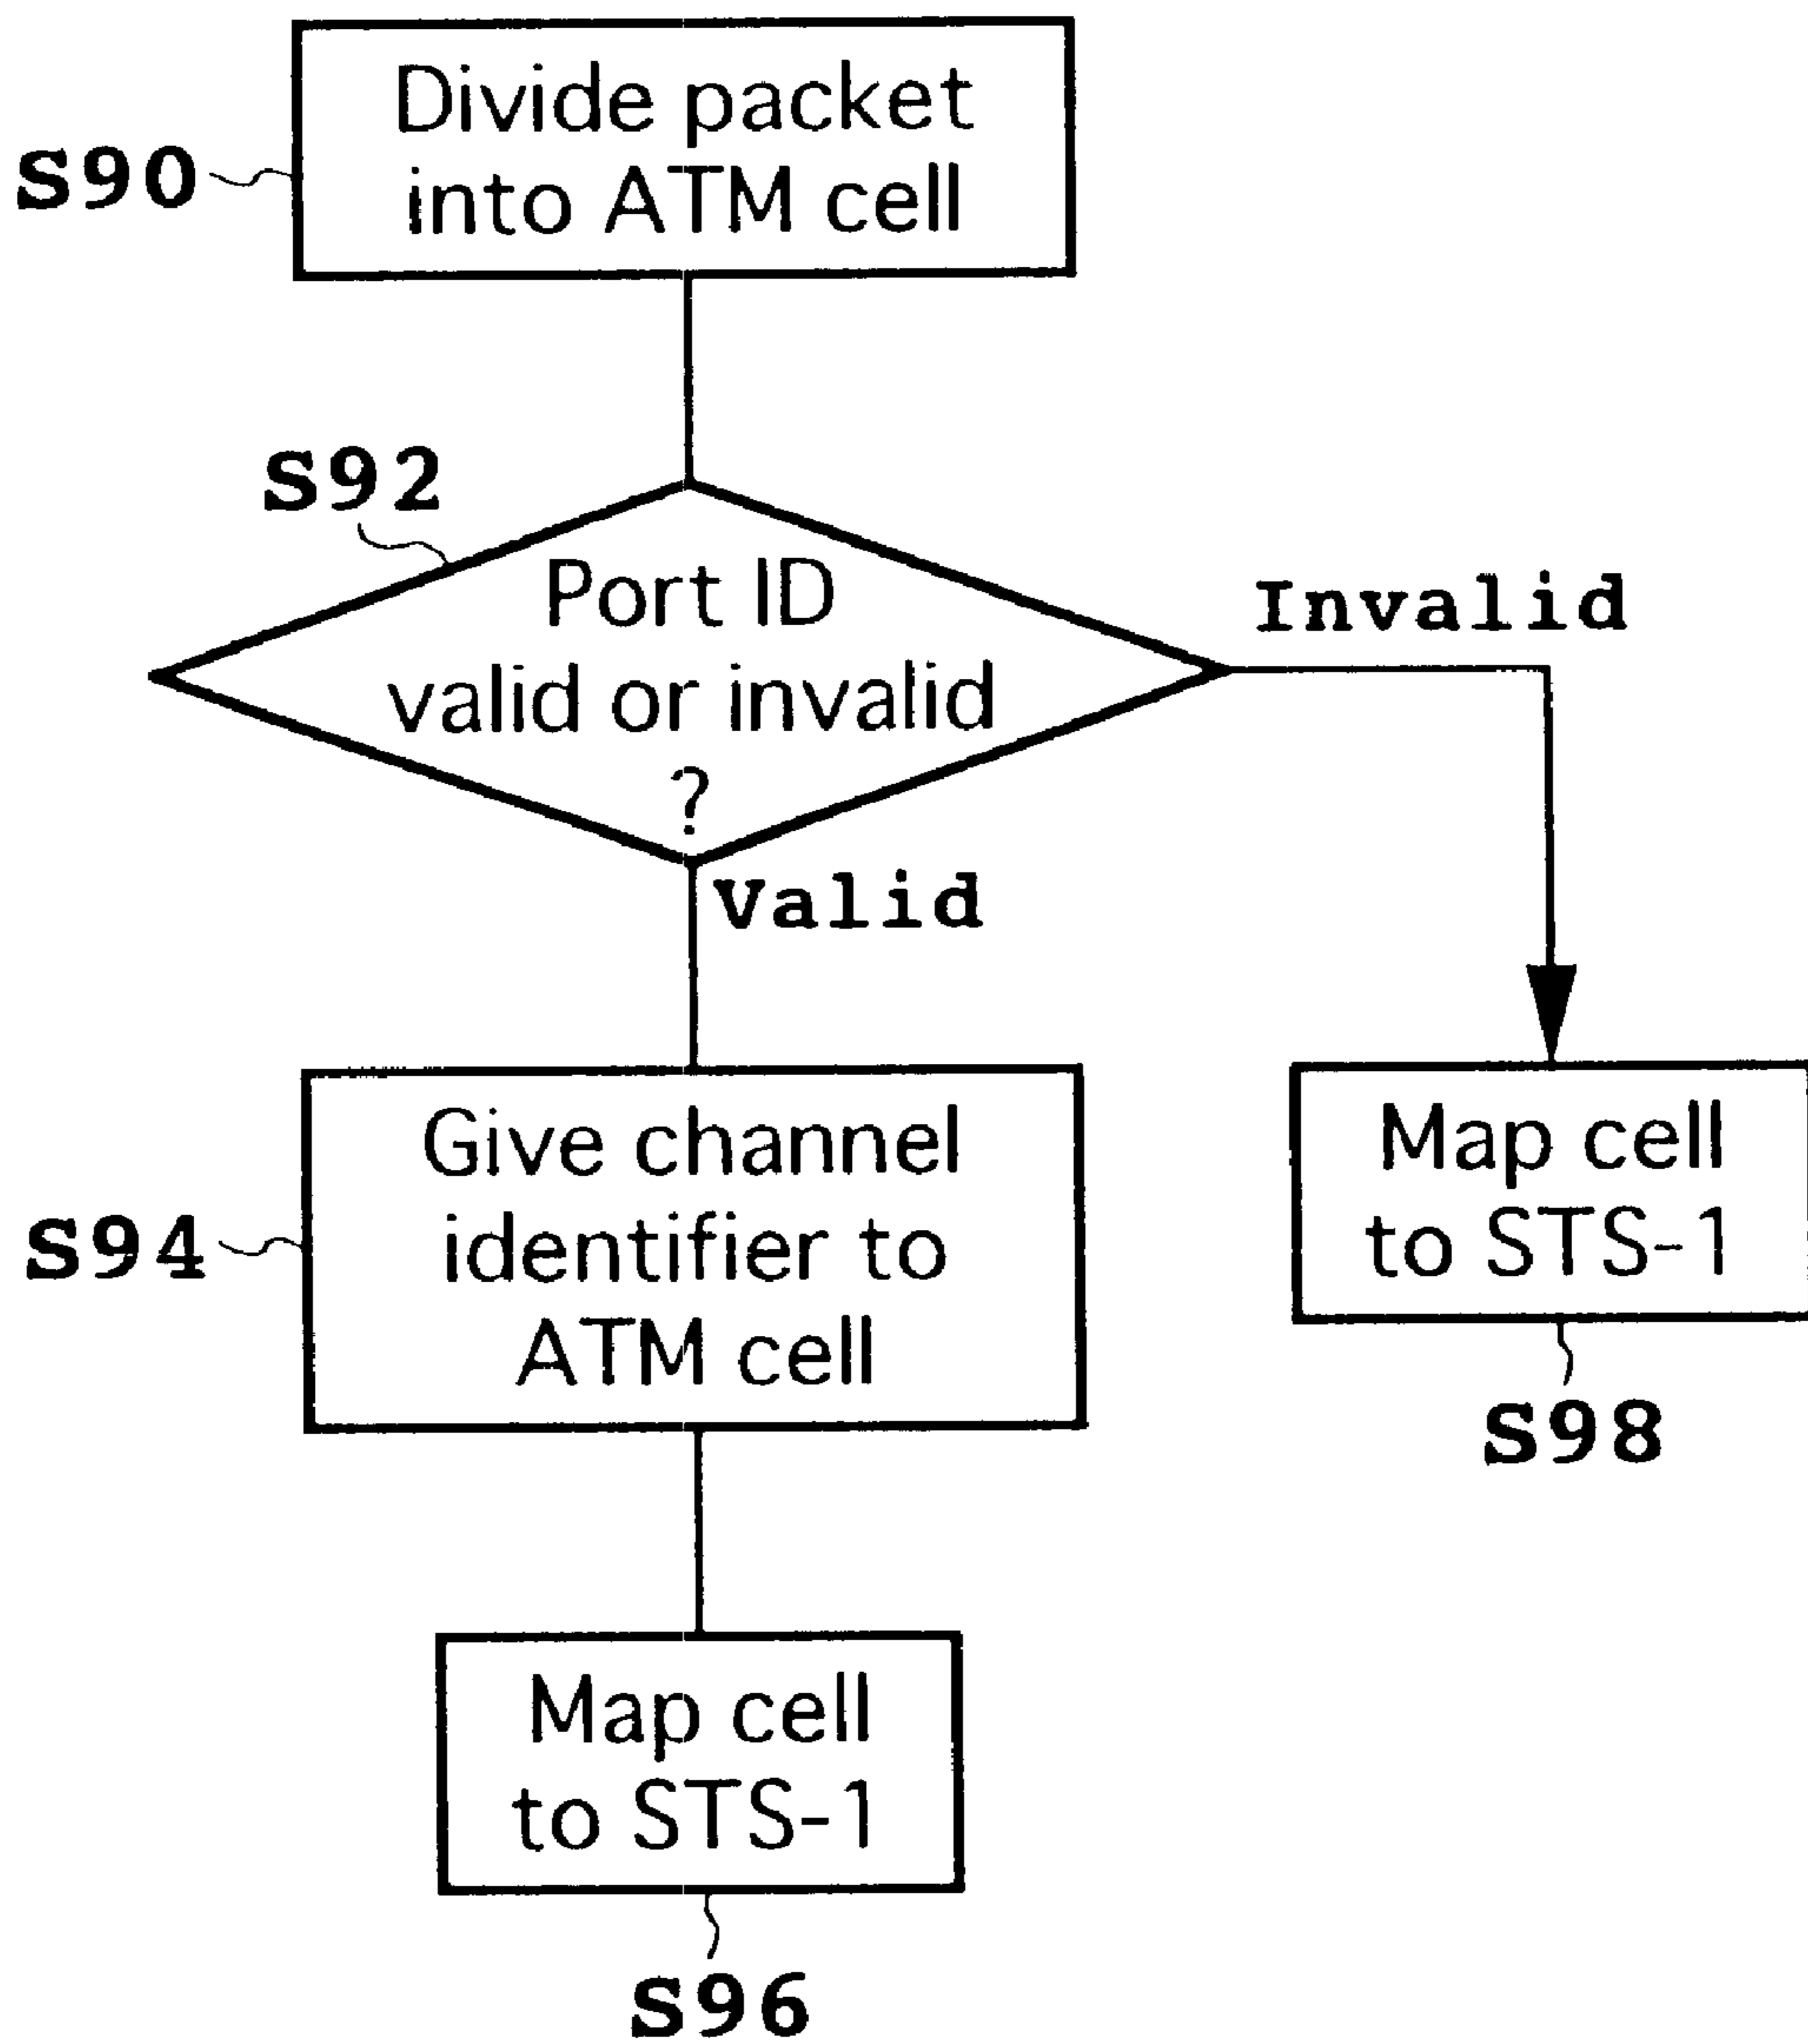 Divide packet
into ATM cell
S90
S92
Port ID
valid or invalid
?
Invalid
Valid
Give channel
identifier to
ATM cell
S94
Map cell
to STS-1
S98
Map cell
to STS-1
S96